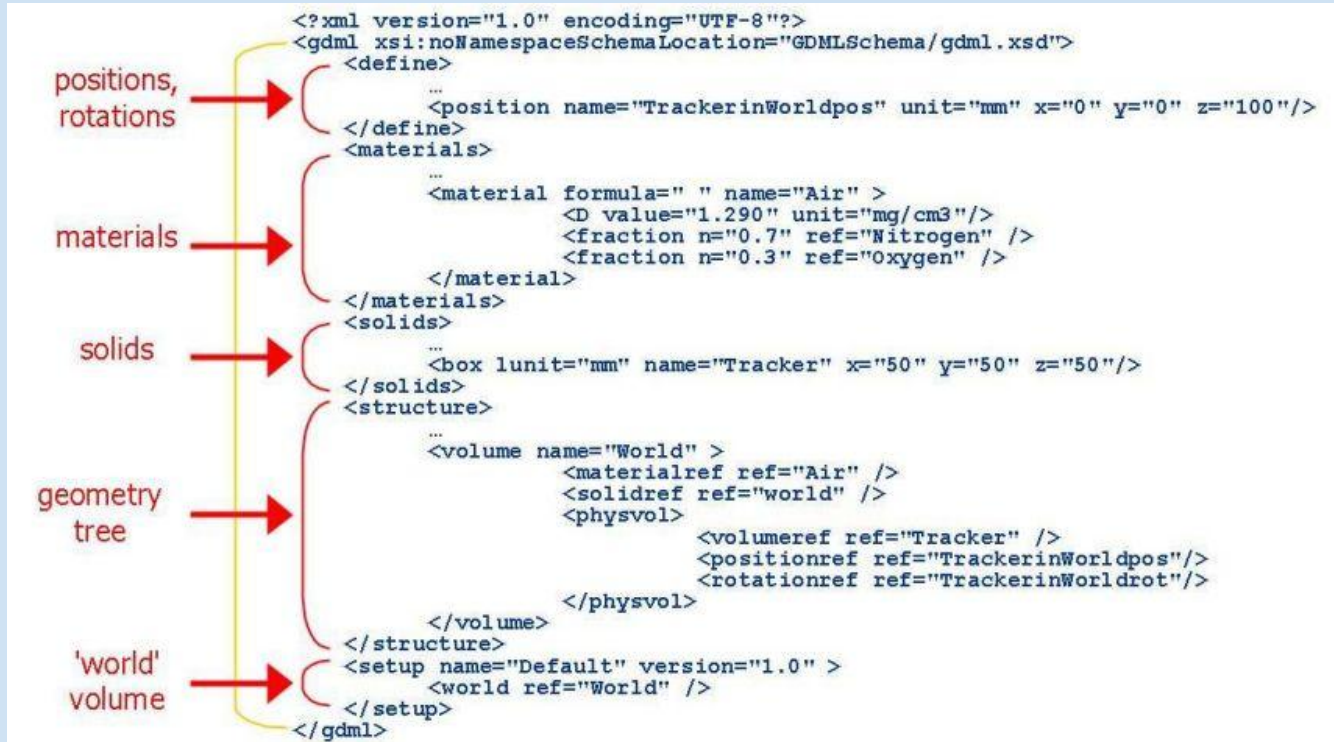 <?xml version="1.0" encoding="UTF-8"?>
<gdml xsi:noNamespaceSchemaLocation="GDMLSchema/gdml.xsd">
<define>
...
<position name="TrackerinWorldpos" unit="mm" x="0" y="0" z="100"/>
</define>
<materials>
...
<material formula=" " name="Air" >
<D value="1.290" unit="mg/cm3"/>
<fraction n="0.7" ref="Nitrogen" />
<fraction n="0.3" ref="Oxygen" />
</material>
</materials>
<solids>
...
<box lunit="mm" name="Tracker" x="50" y="50" z="50"/>
</solids>
<structure>
...
<volume name="World" >
<materialref ref="Air" />
<solidref ref="world" />
<physvol>
<volumeref ref="Tracker" />
<positionref ref="TrackerinWorldpos"/>
<rotationref ref="TrackerinWorldrot"/>
</physvol>
</volume>
</structure>
<setup name="Default" version="1.0" >
<world ref="World" />
</setup>
</gdml>
positions,
rotations
materials
solids
geometry
tree
'world'
volume